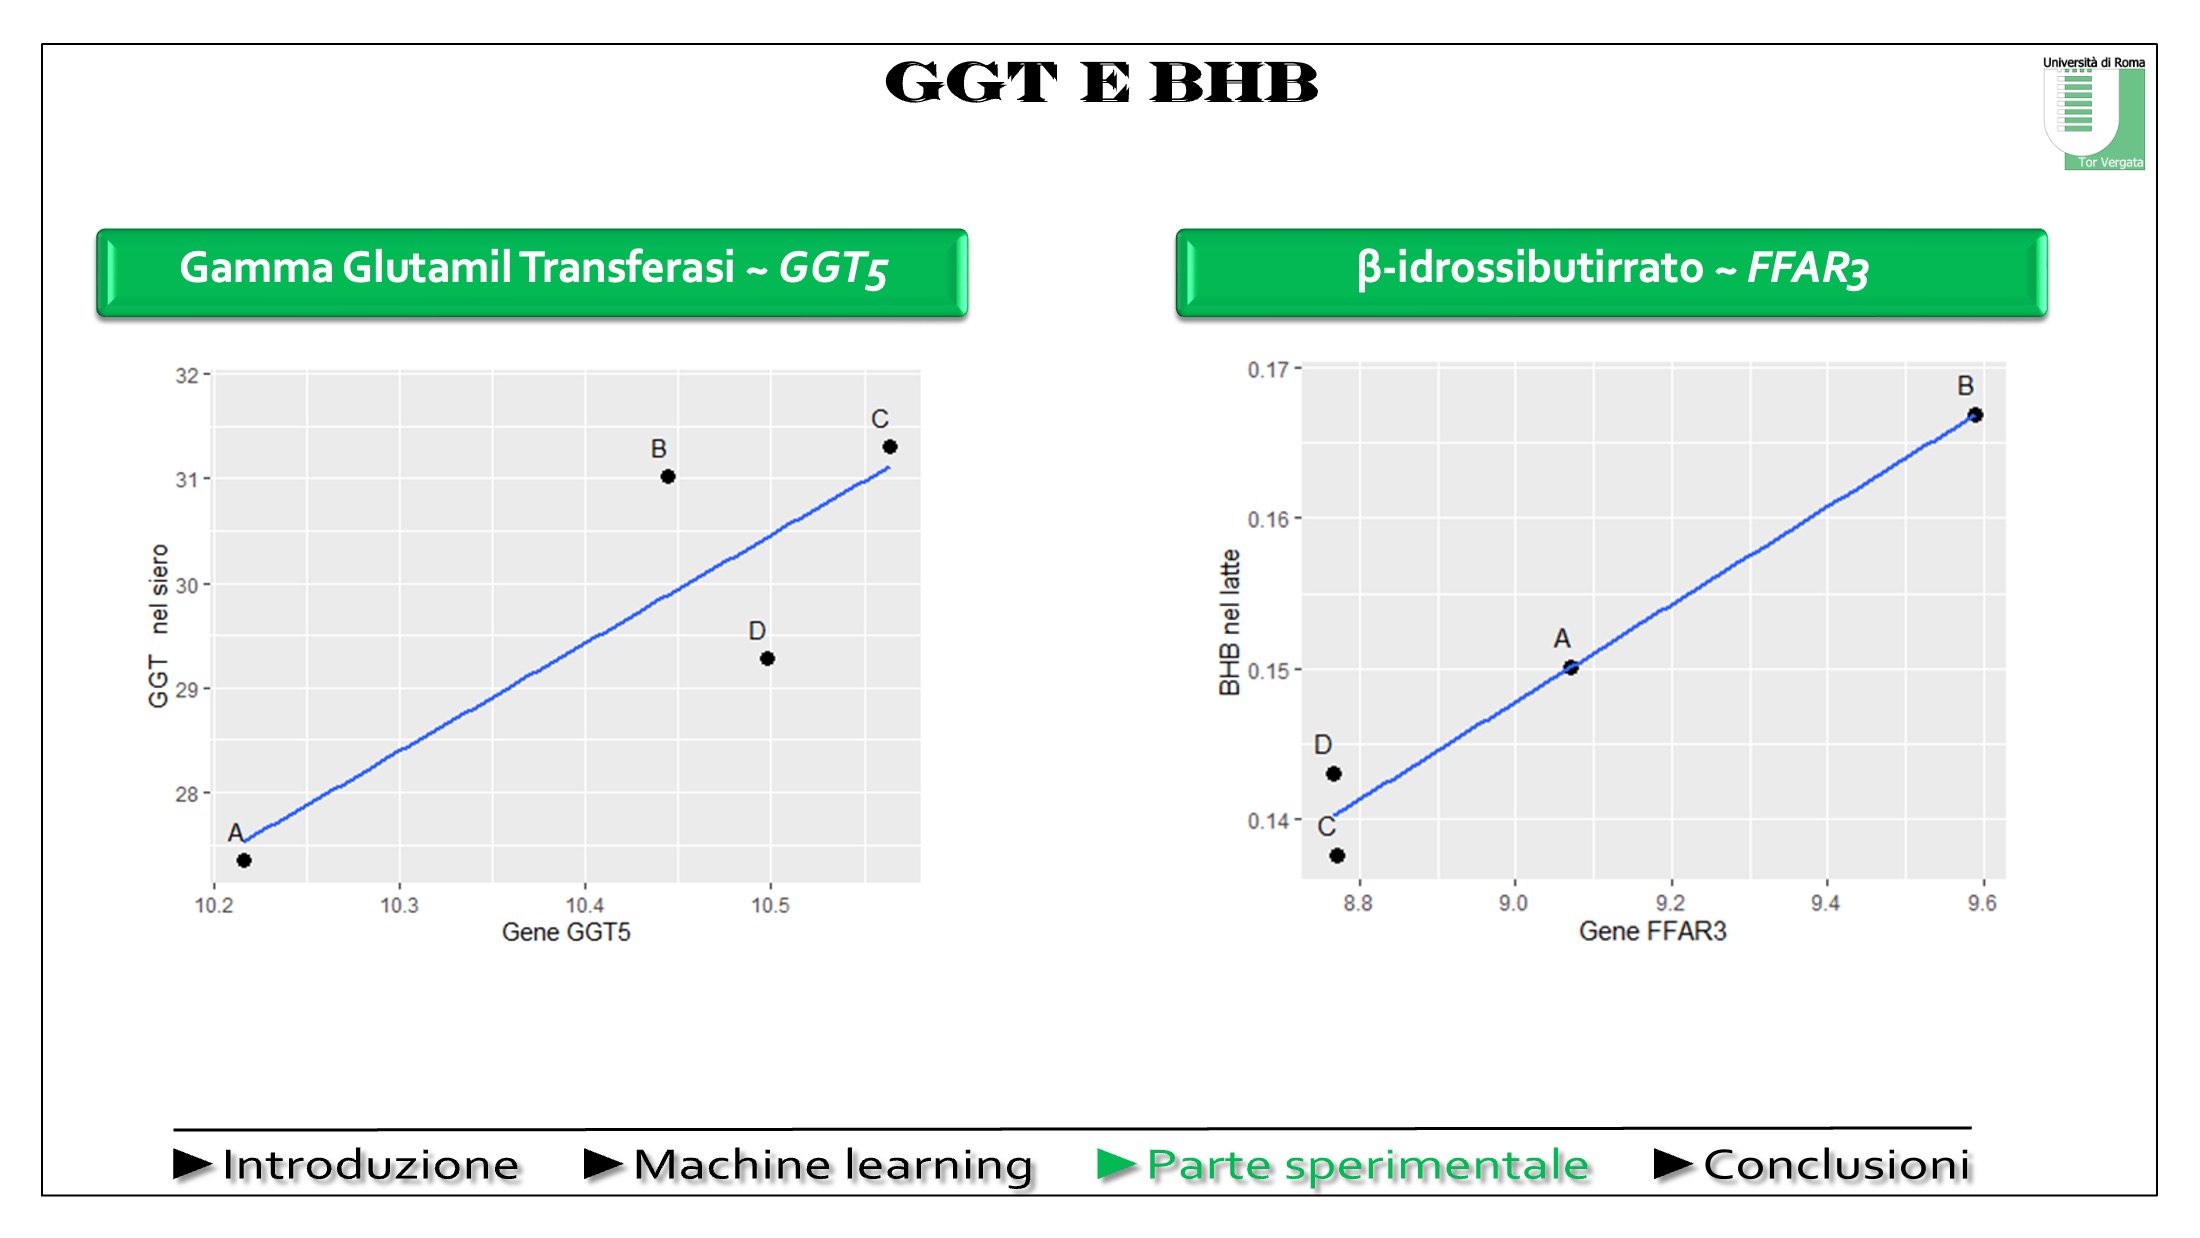 GGT E BHB
Università di Roma
Tor Vergata
Gamma Glutamil Transferasi ~ GGT5
β-idrossibutirrato ~ FFAR3
32
31
30
29
28
GGT nel siero
A
B
C
D
10.2 10.3 10.4 10.5
Gene GGT5
0.17
0.16
0.15
0.14
BHB nel latte
B
A
D
C
8.8 9.0 9.2 9.4 9.6
Gene FFAR3
Introduzione Machine learning Parte sperimentale Conclusioni